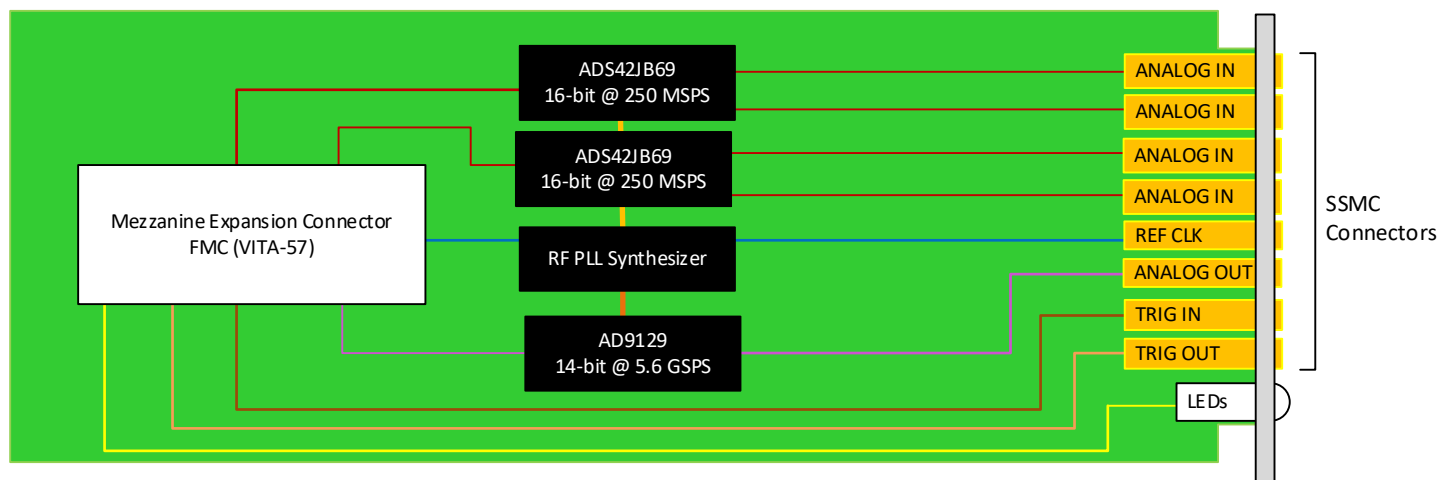 ADS42JB69
16-bit @ 250 MSPS
ADS42JB69
16-bit @ 250 MSPS
Mezzanine Expansion Connector
FMC (VITA-57)
RF PLL Synthesizer
AD9129
14-bit @ 5.6 GSPS
ANALOG IN
ANALOG IN
ANALOG IN
ANALOG IN
REF CLK
ANALOG OUT
TRIG IN
TRIG OUT
LEDs
SSMC
Connectors